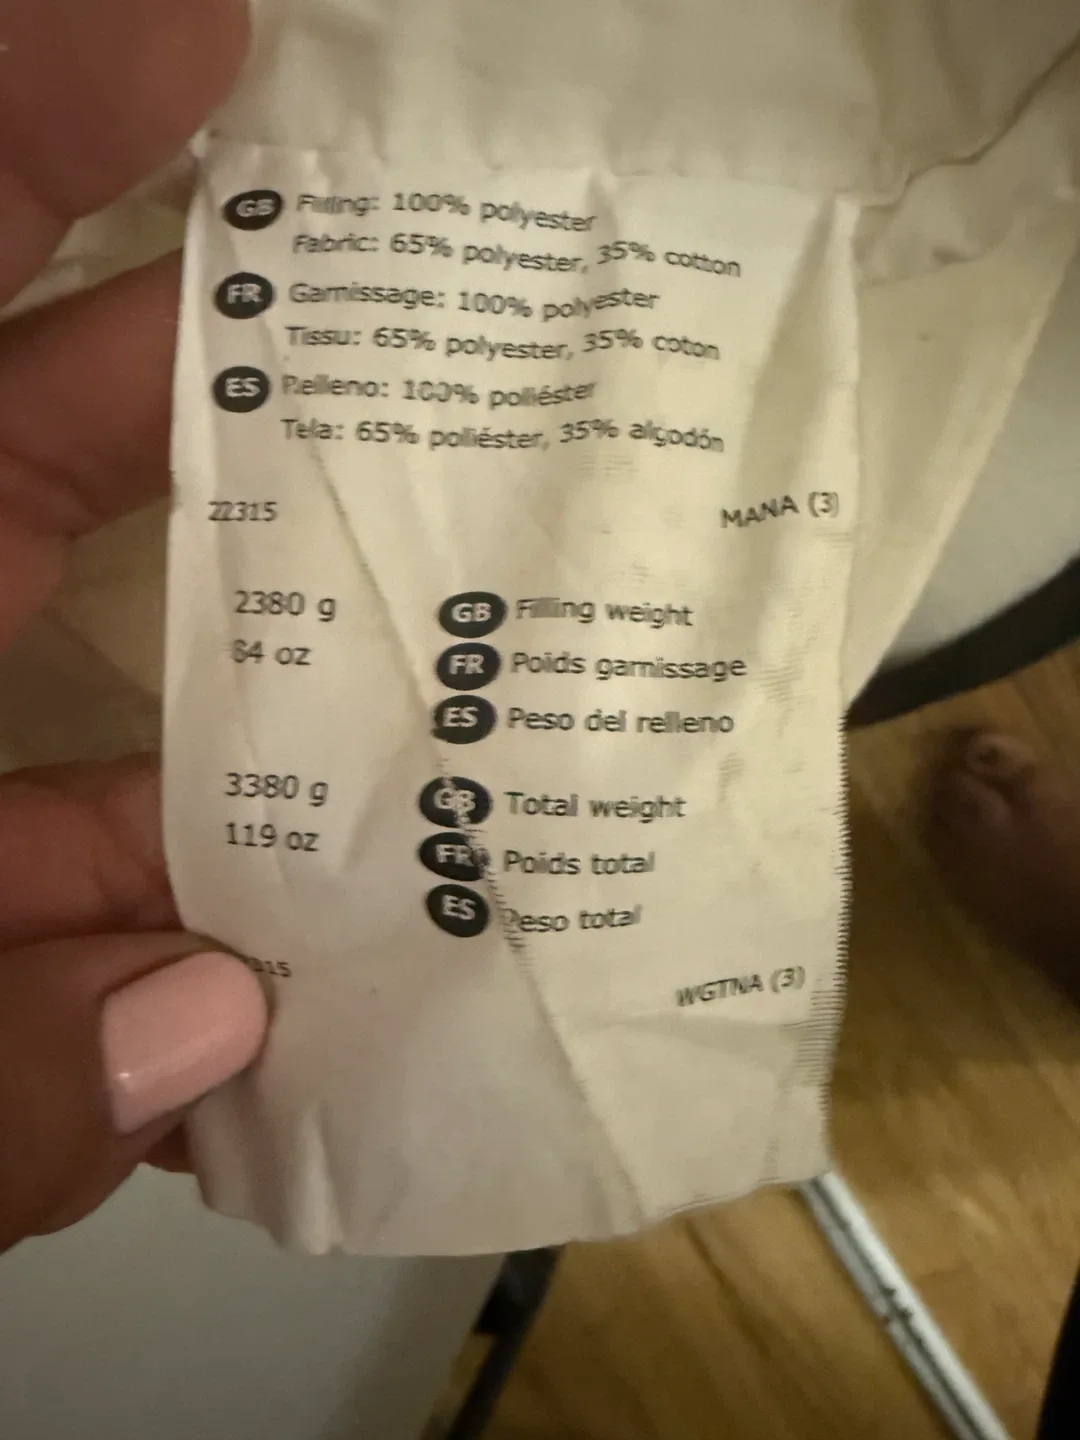 GB Filling: 100% polyester
Fabric: 65% polyester, 35% cotton
FR Garnissage: 100% polyester
Tissu: 65% polyester, 35% coton
ES Relleno: 100% poliéster
Tela: 65% poliéster, 35% algodón
22315 MANA (3)
2380 g GB Filling weight
84 oz FR Poids garnissage
ES Peso del relleno
3380 g GB Total weight
119 oz FR Poids total
ES Peso total
315 WGTNA (3)